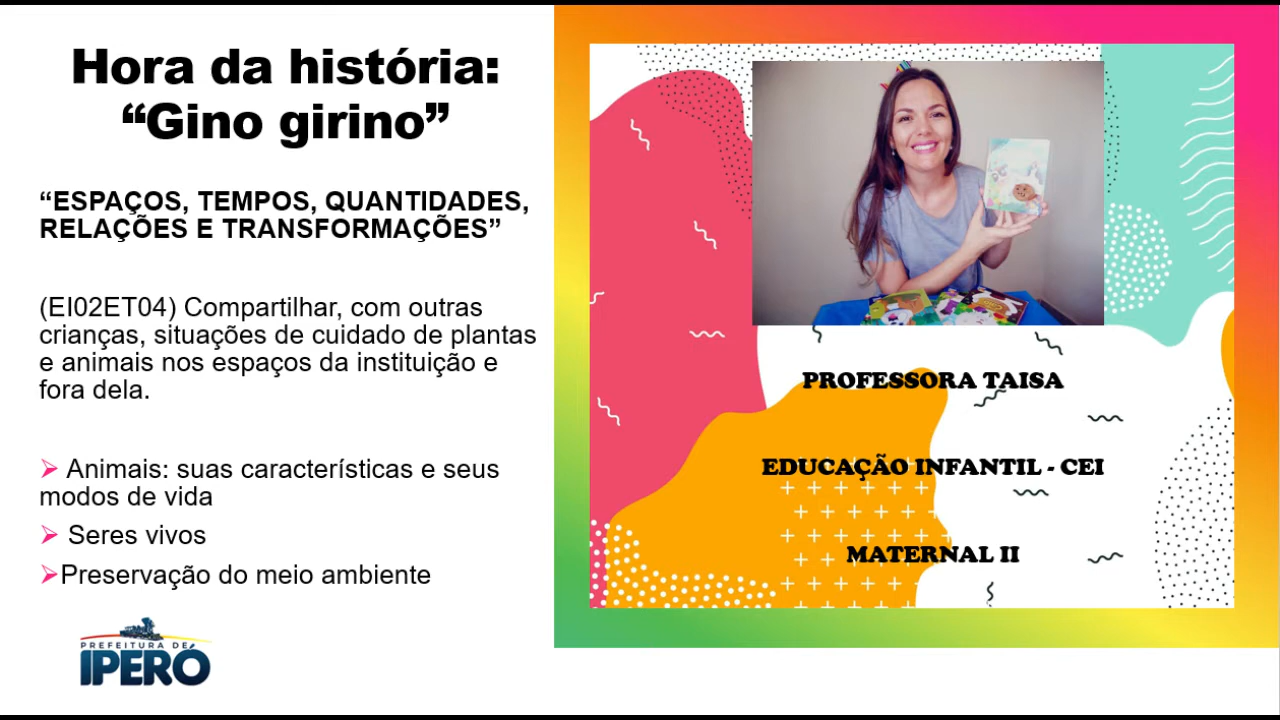 Hora da história:
“Gino girino”
“ESPAÇOS, TEMPOS, QUANTIDADES,
RELAÇÕES E TRANSFORMAÇÕES”
(EI02ET04) Compartilhar, com outras
crianças, situações de cuidado de plantas
e animais nos espaços da instituição e
fora dela.
Animais: suas características e seus
modos de vida
Seres vivos
Preservação do meio ambiente
PREFEITURA DE
IPERÓ
PROFESSORA TAISA
EDUCAÇÃO INFANTIL - CEI
MATERNAL II